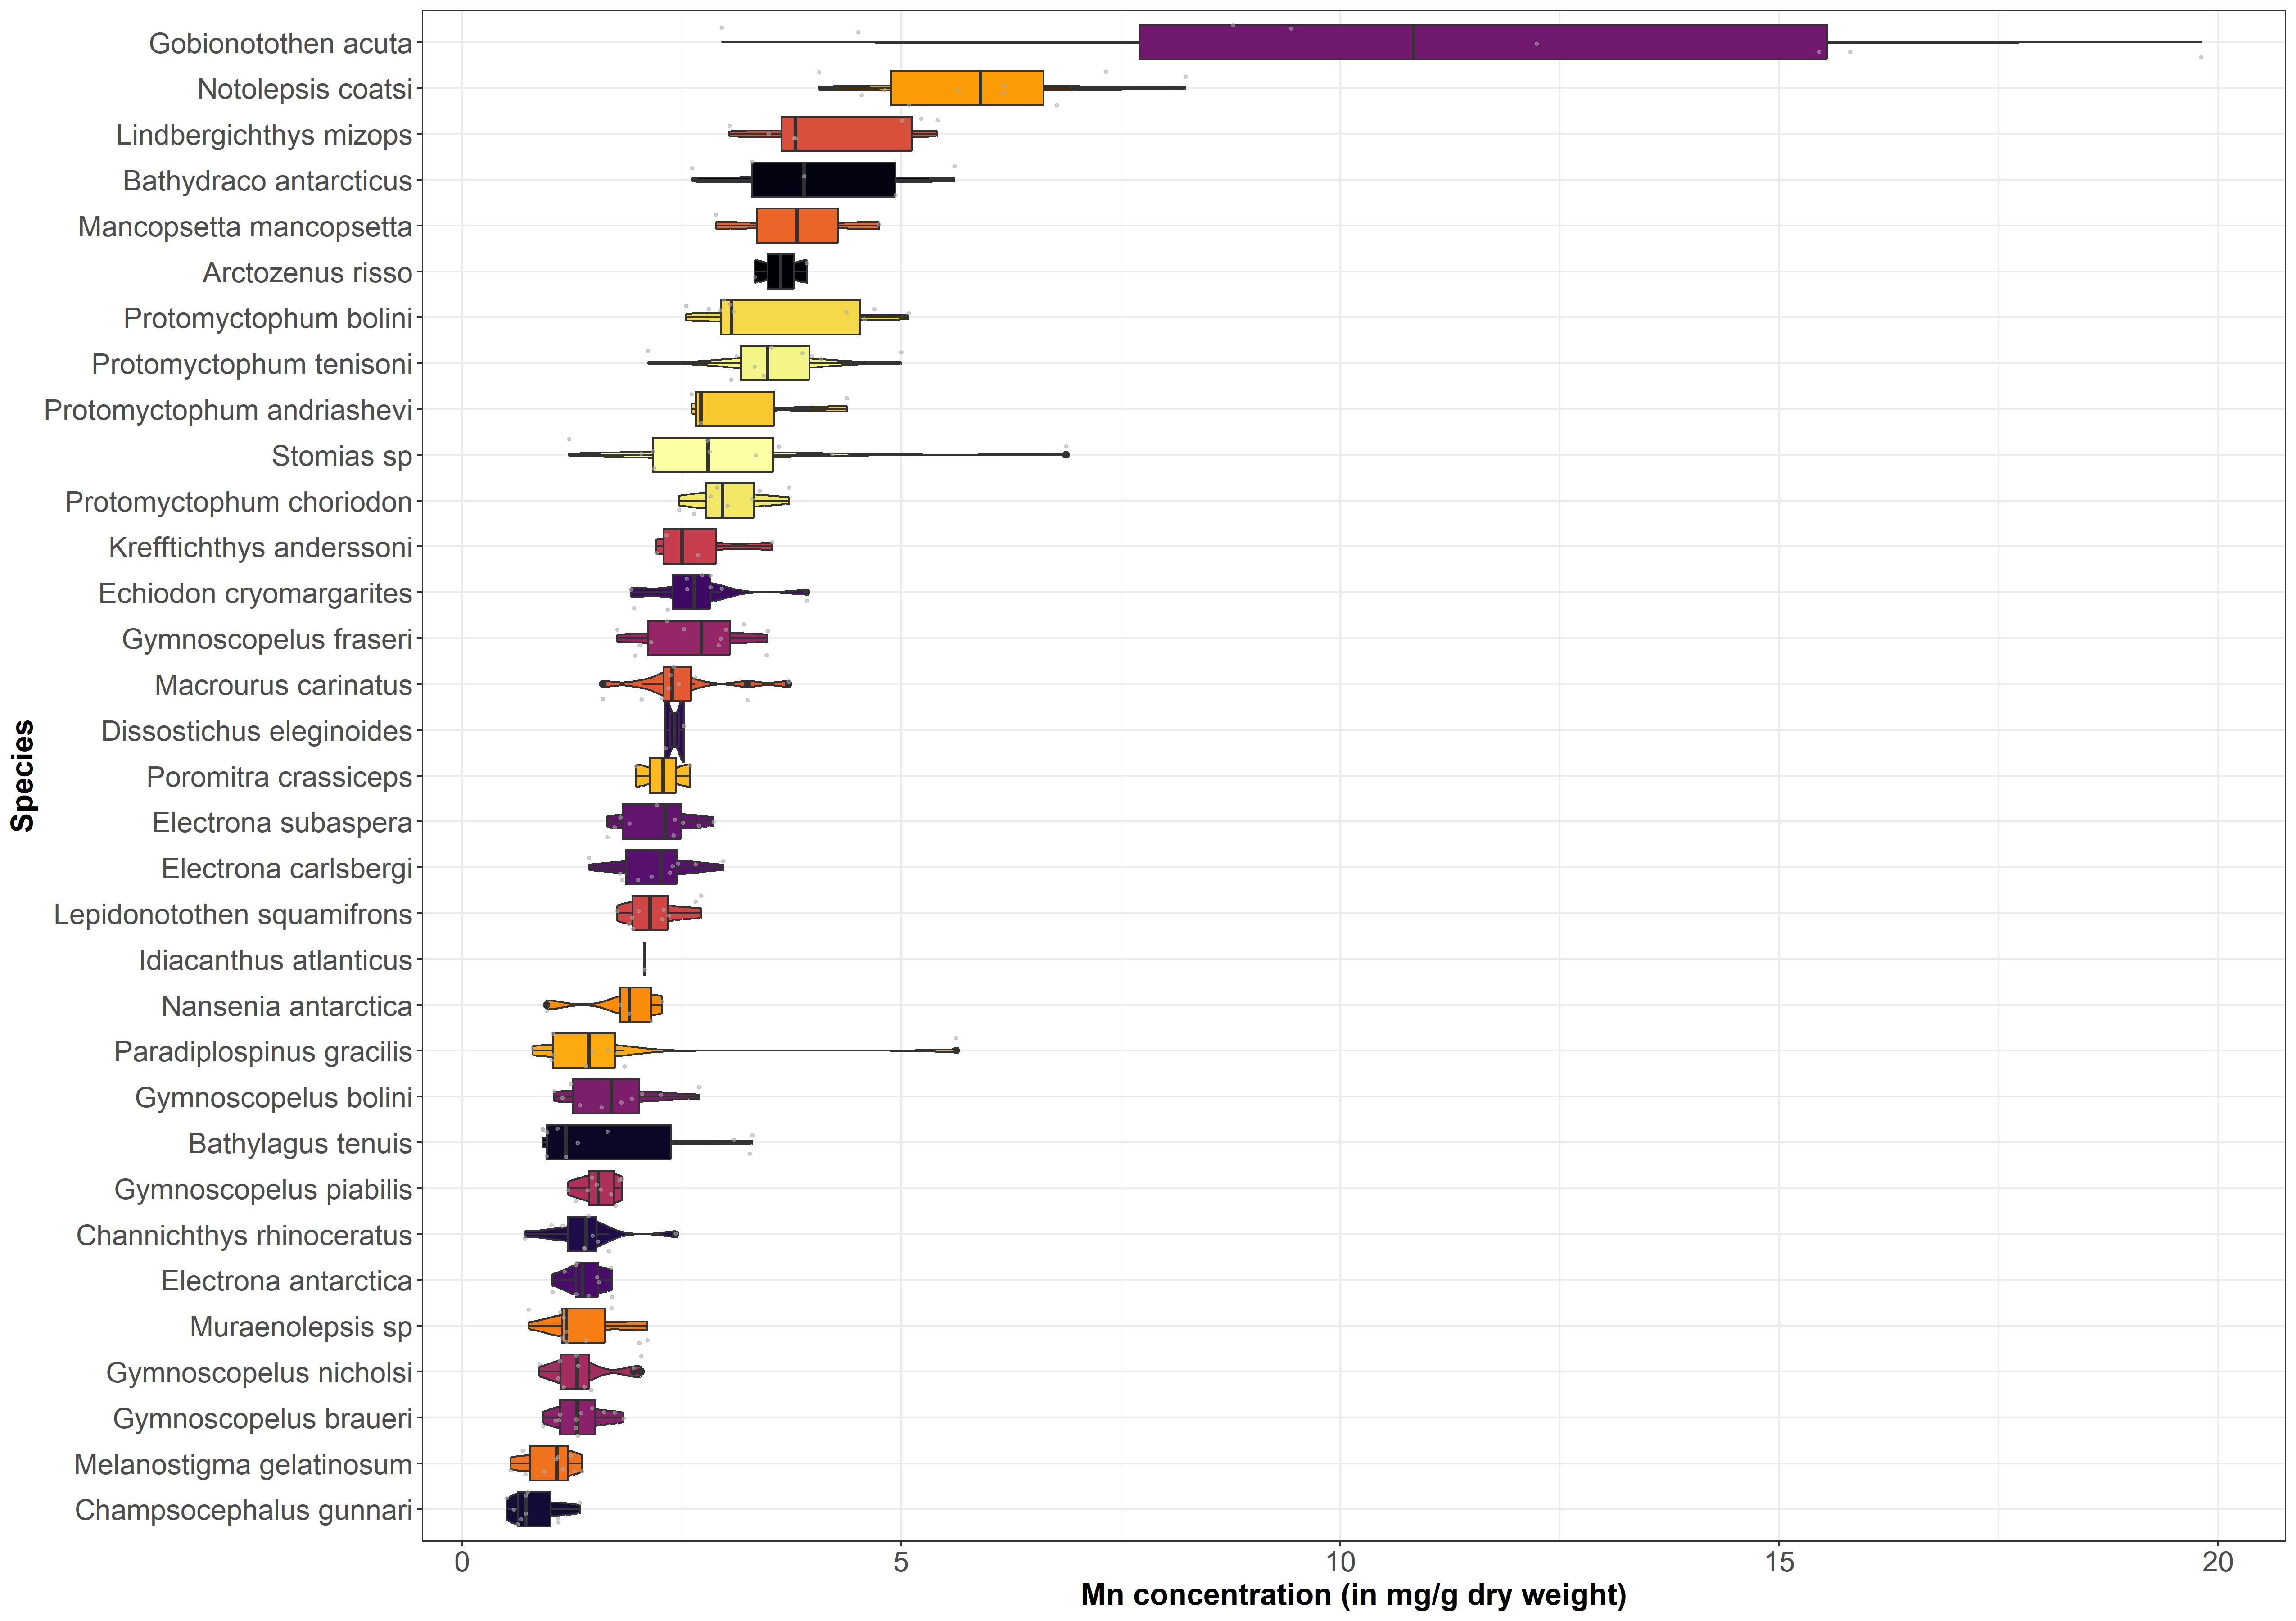 Species
Gobionotothen acuta
Notolepsis coatsi
Lindbergichthys mizops
Bathydraco antarcticus
Mancopsetta mancopsetta
Arctozenus risso
Protomyctophum bolini
Protomyctophum tenisoni
Protomyctophum andriashevi
Stomias sp
Protomyctophum choriodon
Krefftichthys anderssoni
Echiodon cryomargarites
Gymnoscopelus fraseri
Macrourus carinatus
Dissostichus eleginoides
Poromitra crassiceps
Electrona subaspera
Electrona carlsbergi
Lepidonotothen squamifrons
Idiacanthus atlanticus
Nansenia antarctica
Paradiplospinus gracilis
Gymnoscopelus bolini
Bathylagus tenuis
Gymnoscopelus piabilis
Channichthys rhinoceratus
Electrona antarctica
Muraenolepsis sp
Gymnoscopelus nicholsi
Gymnoscopelus braueri
Melanostigma gelatinosum
Champsocephalus gunnari
0 5 10 15 20
Mn concentration (in mg/g dry weight)